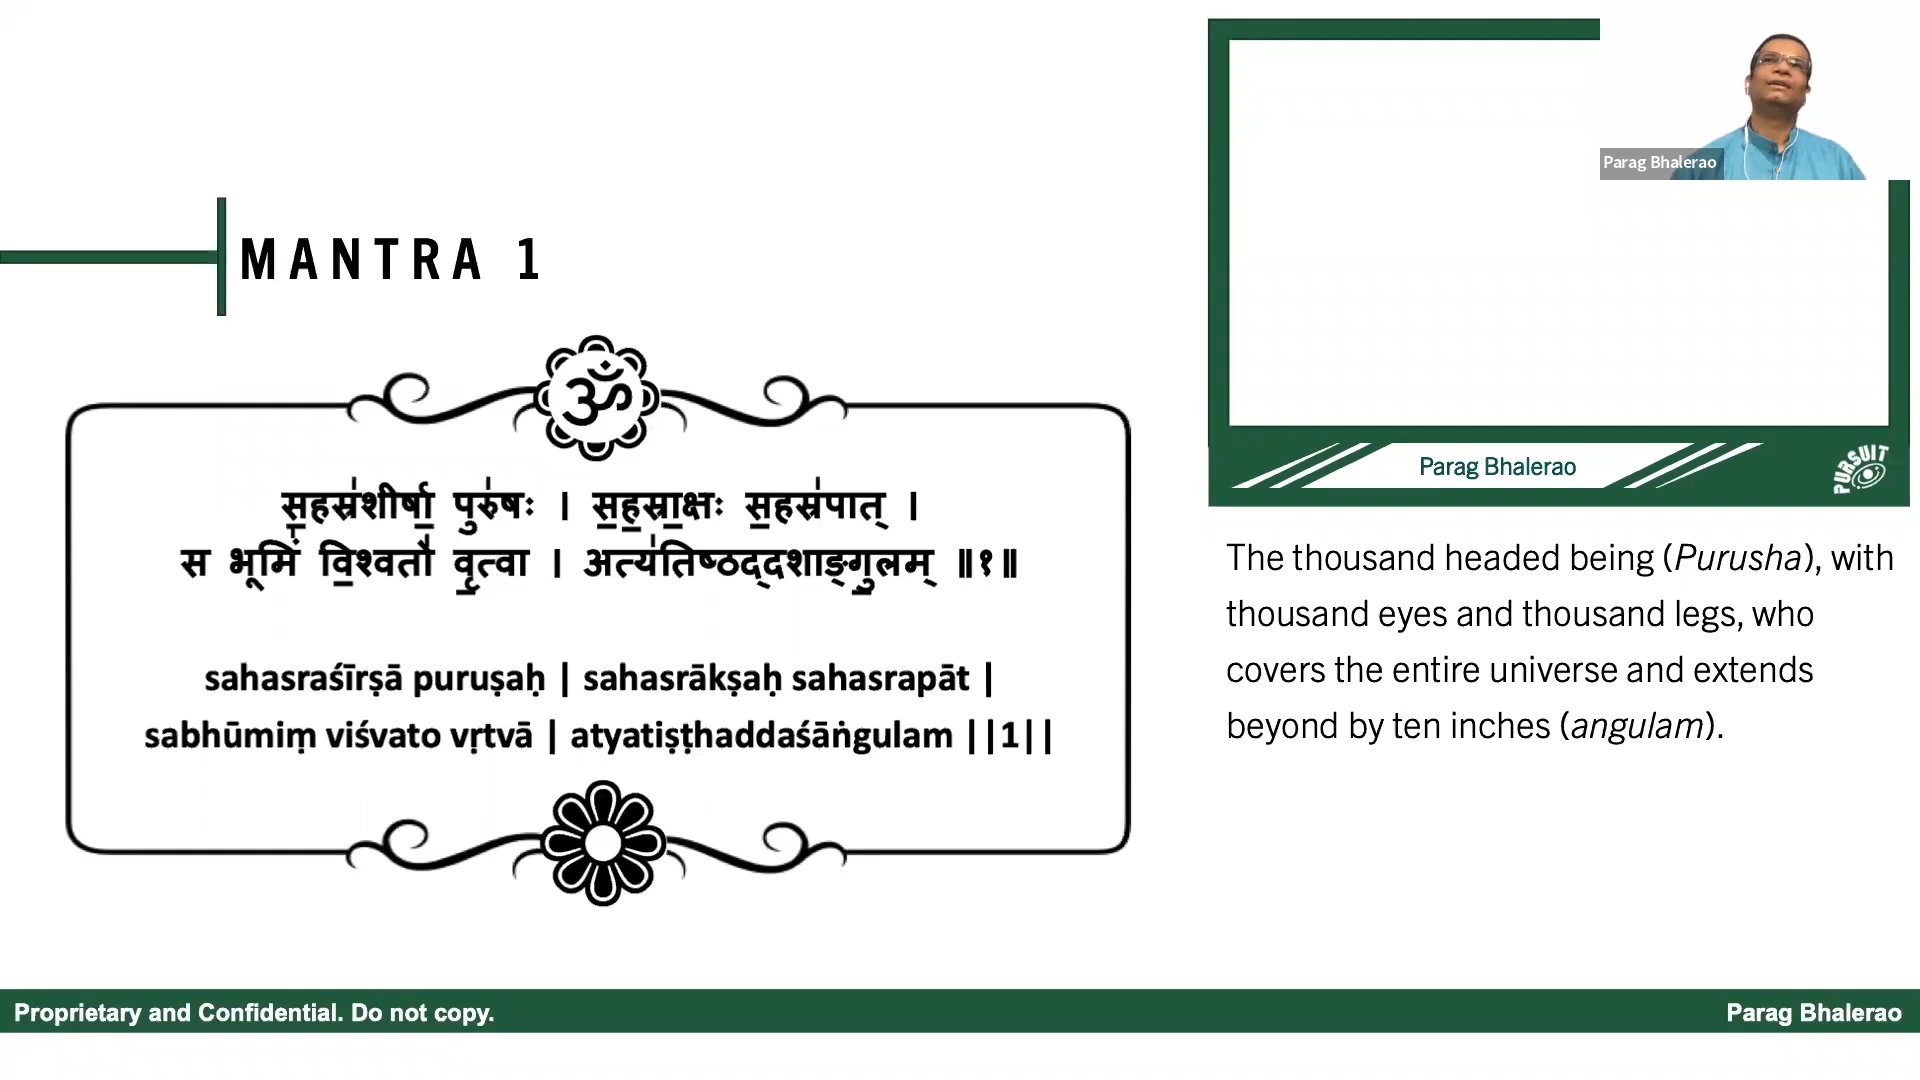 Parag Bhalerao
MANTRA 1
ॐ
स॒हस्र॑शीर्षा॒ पुरु॑षः । स॒ह॒स्रा॒क्षः स॒हस्र॑पात् ।
स भूमिं॑ वि॒श्वतो॑ वृ॒त्वा । अत्य॑तिष्ठद्दशाङ्गु॒लम् ॥१॥
sahasraśīrṣā puruṣaḥ | sahasrākṣaḥ sahasrapāt |
sabhūmiṃ viśvato vṛtvā | atyatiṣṭhaddaśāṅgulam ||1||
Parag Bhalerao
PURSUIT
The thousand headed being (Purusha), with
thousand eyes and thousand legs, who
covers the entire universe and extends
beyond by ten inches (angulam).
Proprietary and Confidential. Do not copy.
Parag Bhalerao